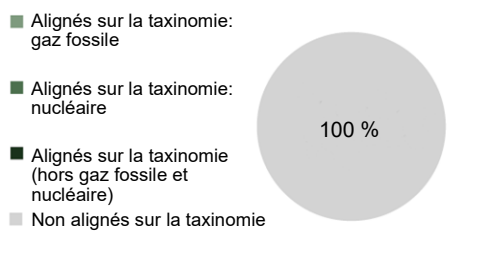 Alignés sur la taxinomie:
gaz fossile
Alignés sur la taxinomie:
nucléaire
Alignés sur la taxinomie
(hors gaz fossile et
nucléaire)
Non alignés sur la taxinomie
100 %